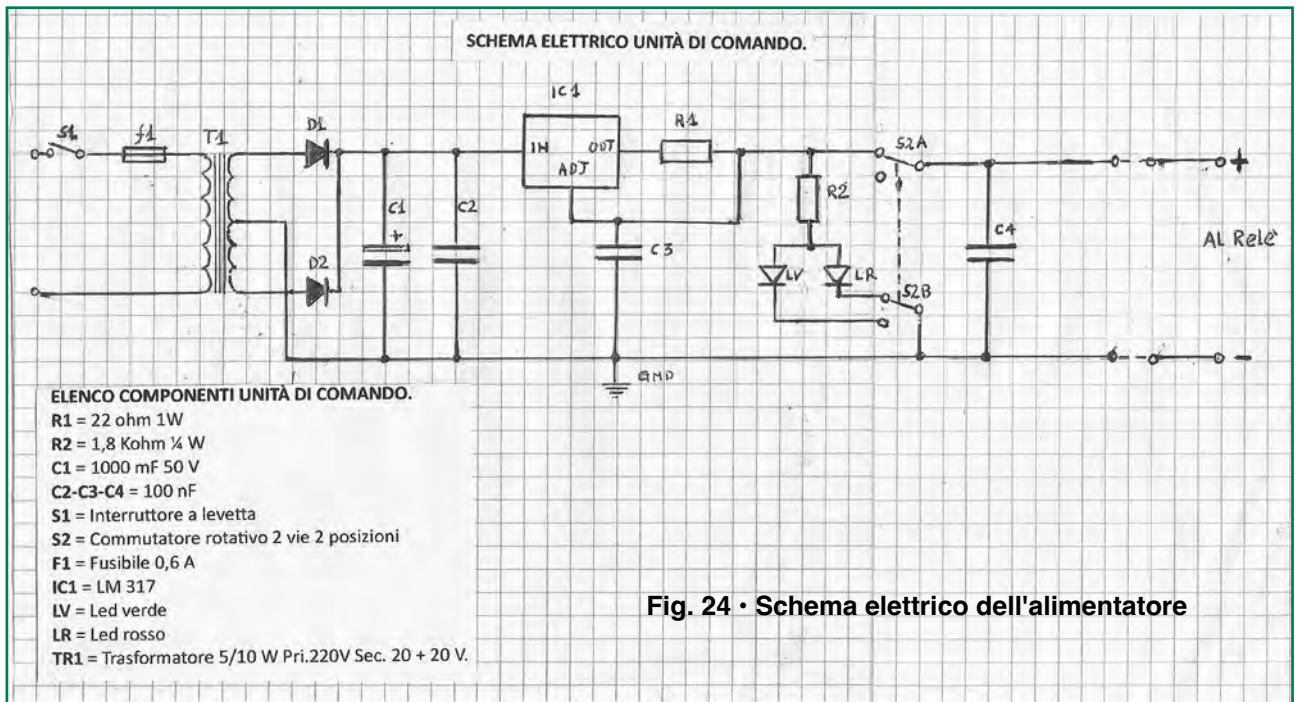 SCHEMA ELETTRICO UNITÀ DI COMANDO.
IC1
S1
f1
T1
D1
R1
IN
OUT
ADJ
S2A
R2
C1
+
C2
C3
C4
+
AL Relè
D2
LV
LR
S2B
GND
-
ELENCO COMPONENTI UNITÀ DI COMANDO.
R1 = 22 ohm 1W
R2 = 1,8 Kohm ¼ W
C1 = 1000 mF 50 V
C2-C3-C4 = 100 nF
S1 = Interruttore a levetta
S2 = Commutatore rotativo 2 vie 2 posizioni
F1 = Fusibile 0,6 A
IC1 = LM 317
LV = Led verde
LR = Led rosso
TR1 = Trasformatore 5/10 W Pri.220V Sec. 20 + 20 V.
Fig. 24 • Schema elettrico dell'alimentatore